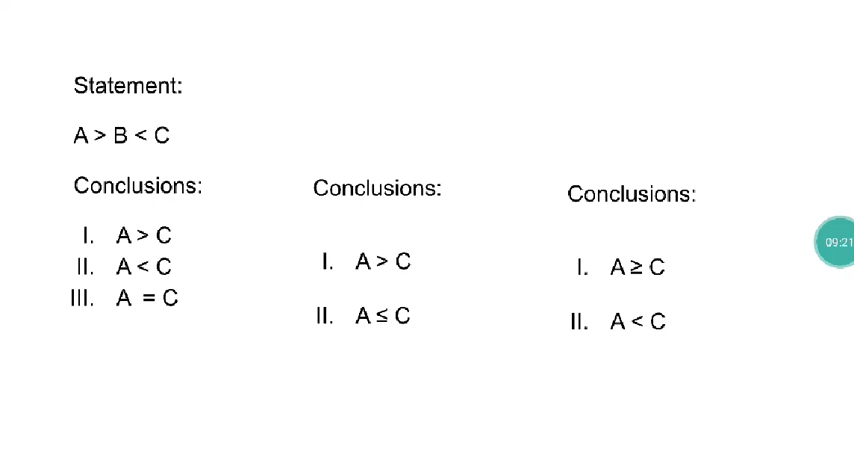 Statement:
A > B < C
Conclusions:
I. A > C
II. A < C
III. A = C
Conclusions:
I. A > C
II. A ≤ C
Conclusions:
I. A ≥ C
II. A < C
09:21